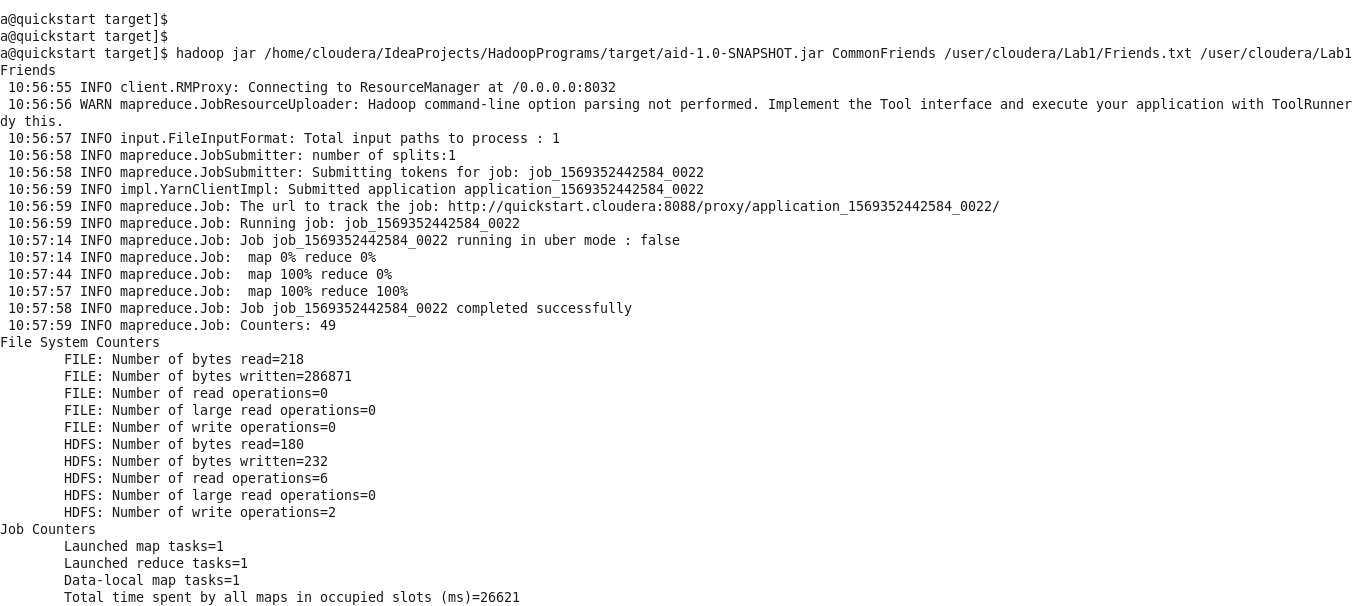 a@quickstart target]$
a@quickstart target]$
a@quickstart target]$ hadoop jar /home/cloudera/IdeaProjects/HadoopPrograms/target/aid-1.0-SNAPSHOT.jar CommonFriends /user/cloudera/Lab1/Friends.txt /user/cloudera/Lab1
Friends
10:56:55 INFO client.RMProxy: Connecting to ResourceManager at /0.0.0.0:8032
10:56:56 WARN mapreduce.JobResourceUploader: Hadoop command-line option parsing not performed. Implement the Tool interface and execute your application with ToolRunner
dy this.
10:56:57 INFO input.FileInputFormat: Total input paths to process : 1
10:56:58 INFO mapreduce.JobSubmitter: number of splits:1
10:56:58 INFO mapreduce.JobSubmitter: Submitting tokens for job: job_1569352442584_0022
10:56:59 INFO impl.YarnClientImpl: Submitted application application_1569352442584_0022
10:56:59 INFO mapreduce.Job: The url to track the job: http://quickstart.cloudera:8088/proxy/application_1569352442584_0022/
10:56:59 INFO mapreduce.Job: Running job: job_1569352442584_0022
10:57:14 INFO mapreduce.Job: Job job_1569352442584_0022 running in uber mode : false
10:57:14 INFO mapreduce.Job:  map 0% reduce 0%
10:57:44 INFO mapreduce.Job:  map 100% reduce 0%
10:57:57 INFO mapreduce.Job:  map 100% reduce 100%
10:57:58 INFO mapreduce.Job: Job job_1569352442584_0022 completed successfully
10:57:59 INFO mapreduce.Job: Counters: 49
File System Counters
FILE: Number of bytes read=218
FILE: Number of bytes written=286871
FILE: Number of read operations=0
FILE: Number of large read operations=0
FILE: Number of write operations=0
HDFS: Number of bytes read=180
HDFS: Number of bytes written=232
HDFS: Number of read operations=6
HDFS: Number of large read operations=0
HDFS: Number of write operations=2
Job Counters
Launched map tasks=1
Launched reduce tasks=1
Data-local map tasks=1
Total time spent by all maps in occupied slots (ms)=26621